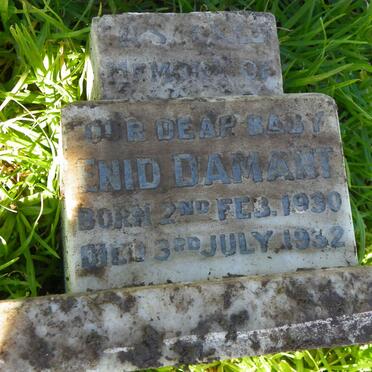 MEMORY OF
OUR DEAR BABY
ENID DAMANT
BORN 2ND FEB. 1930
DIED 3RD JULY. 1932